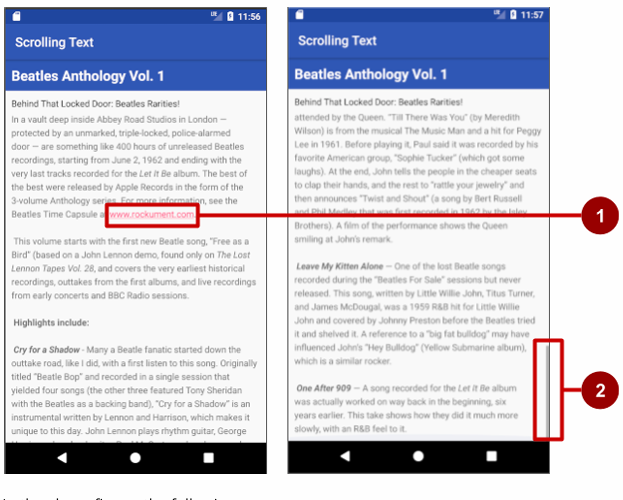 LTE 11:56
Scrolling Text
Beatles Anthology Vol. 1
Behind That Locked Door: Beatles Rarities!
In a vault deep inside Abbey Road Studios in London —
protected by an unmarked, triple-locked, police-alarmed
door — are something like 400 hours of unreleased Beatles
recordings, starting from June 2, 1962 and ending with the
very last tracks recorded for the Let It Be album. The best of
the best were released by Apple Records in the form of the
3-volume Anthology series. For more information, see the
Beatles Time Capsule at www.rockument.com.
This volume starts with the first new Beatle song, "Free as a
Bird" (based on a John Lennon demo, found only on The Lost
Lennon Tapes Vol. 28, and covers the very earliest historical
recordings, outtakes from the first albums, and live recordings
from early concerts and BBC Radio sessions.
Highlights include:
Cry for a Shadow - Many a Beatle fanatic started down the
outtake road, like I did, with a first listen to this song. Originally
titled "Beatle Bop" and recorded in a single session that
yielded four songs (the other three featured Tony Sheridan
with the Beatles as a backing band), "Cry for a Shadow" is an
instrumental written by Lennon and Harrison, which makes it
unique to this day. John Lennon plays rhythm guitar, George
LTE 11:57
Scrolling Text
Beatles Anthology Vol. 1
Behind That Locked Door: Beatles Rarities!
attended by the Queen. "Till There Was You" (by Meredith
Wilson) is from the musical The Music Man and a hit for Peggy
Lee in 1961. Before playing it, Paul said it was recorded by his
favorite American group, "Sophie Tucker" (which got some
laughs). At the end, John tells the people in the cheaper seats
to clap their hands, and the rest to "rattle your jewelry" and
then announces "Twist and Shout" (a song by Bert Russell
and Phil Medley that was first recorded in 1962 by the Isley
Brothers). A film of the performance shows the Queen
smiling at John's remark.
Leave My Kitten Alone — One of the lost Beatle songs
recorded during the "Beatles For Sale" sessions but never
released. This song, written by Little Willie John, Titus Turner,
and James McDougal, was a 1959 R&B hit for Little Willie
John and covered by Johnny Preston before the Beatles tried
it and shelved it. A reference to a "big fat bulldog" may have
influenced John's "Hey Bulldog" (Yellow Submarine album),
which is a similar rocker.
One After 909 — A song recorded for the Let It Be album
was actually worked on way back in the beginning, six
years earlier. This take shows how they did it much more
slowly, with an R&B feel to it.
1
2